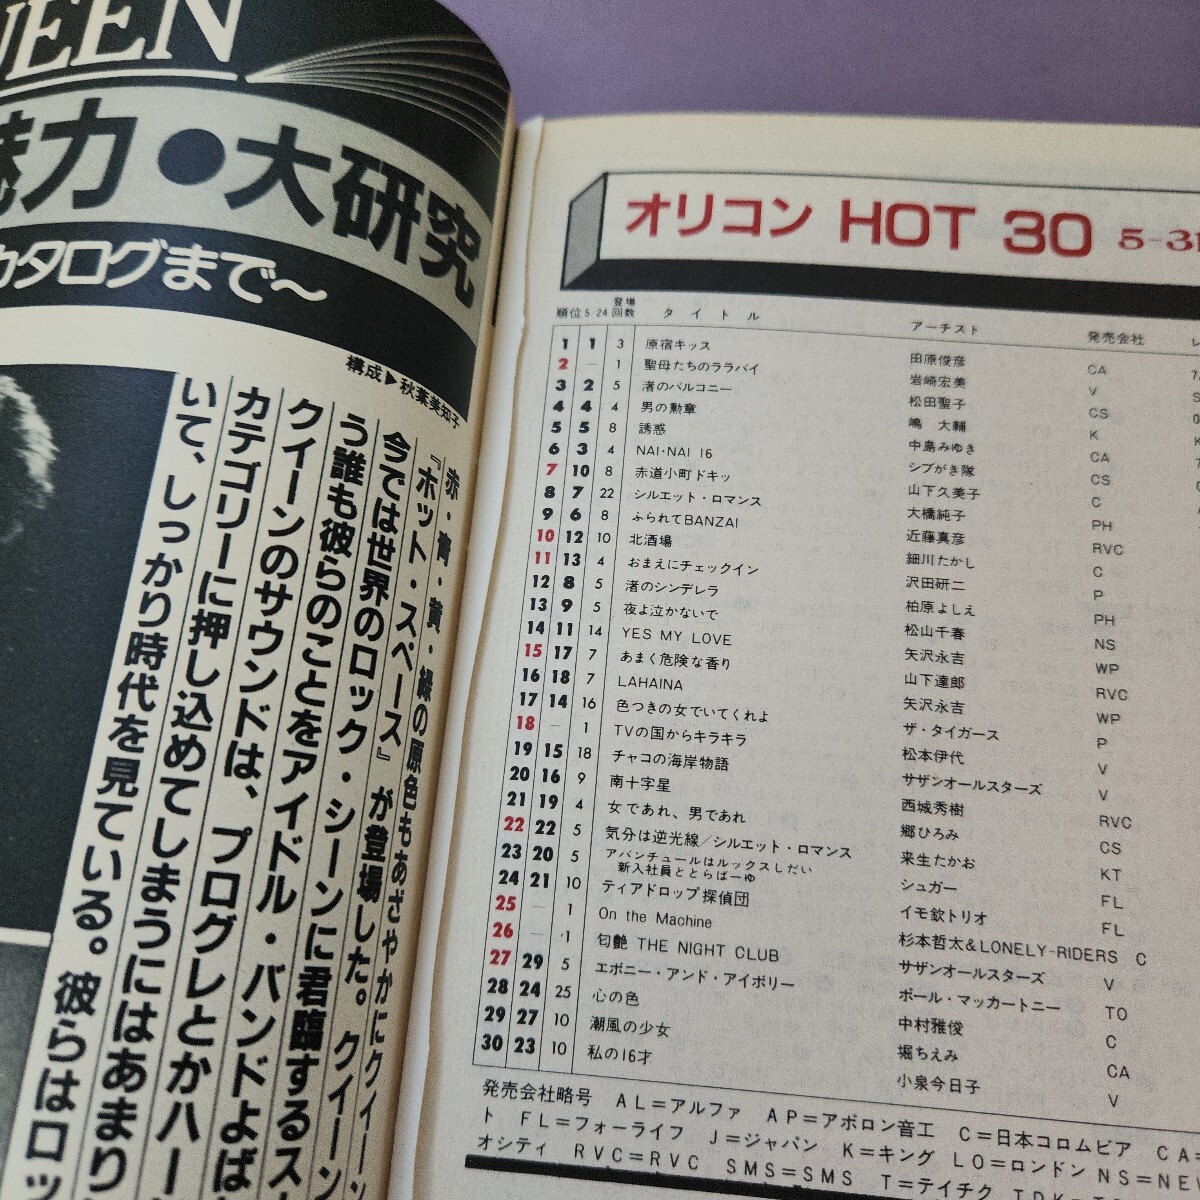 UEEN
魅力●大研究
カタログまで〜
構成▶秋葉美知子
赤・青・黄・緑の原色もあざやかにクイーン
『ホット・スペース』が登場した。クイーン
今では世界のロック・シーンに君臨するス
う誰も彼らのことをアイドル・バンドよば
クイーンのサウンドは、プログレとかハー
カテゴリーに押し込めてしまうにはあまり
いて、しっかり時代を見ている。彼らはロッ
オリコン HOT 30 5-31
順位 5/24 登場回数 タイトル アーチスト 発売会社 レ
1 1 3 原宿キッス 田原俊彦 CA
2 — 1 聖母たちのララバイ 岩崎宏美 V
3 2 5 渚のバルコニー 松田聖子 CS
4 4 4 男の勲章 嶋 大輔 K
5 5 8 誘惑 中島みゆき CA
6 3 4 NAI・NAI 16 シブがき隊 CS
7 10 8 赤道小町ドキッ 山下久美子 C
8 7 22 シルエット・ロマンス 大橋純子 PH
9 6 8 ふられてBANZAI 近藤真彦 RVC
10 12 10 北酒場 細川たかし C
11 13 4 おまえにチェックイン 沢田研二 P
12 8 5 渚のシンデレラ 柏原よしえ PH
13 9 5 夜よ泣かないで 松山千春 NS
14 11 14 YES MY LOVE 矢沢永吉 WP
15 17 7 あまく危険な香り 山下達郎 RVC
16 18 7 LAHAINA 矢沢永吉 WP
17 14 16 色つきの女でいてくれよ ザ・タイガース P
18 — 1 TVの国からキラキラ 松本伊代 V
19 15 18 チャコの海岸物語 サザンオールスターズ V
20 16 9 南十字星 西城秀樹 RVC
21 19 4 女であれ、男であれ 郷ひろみ CS
22 22 5 気分は逆光線/シルエット・ロマンス 来生たかお KT
23 20 5 アバンチュールはルックスしだい 新入社員ととらばーゆ シュガー FL
24 21 10 ティアドロップ探偵団 イモ欽トリオ FL
25 — 1 On the Machine 杉本哲太&LONELY-RIDERS C
26 — 1 匂艶 THE NIGHT CLUB サザンオールスターズ V
27 29 5 エボニー・アンド・アイボリー ポール・マッカートニー TO
28 24 25 心の色 中村雅俊 C
29 27 10 潮風の少女 堀ちえみ CA
30 23 10 私の16才 小泉今日子 V
発売会社略号 AL=アルファ AP=アポロン音工 C=日本コロムビア CA=
ト FL=フォーライフ J=ジャパン K=キング LO=ロンドン NS=NE
オシティ RVC=RVC SMS=SMS T=テイチク